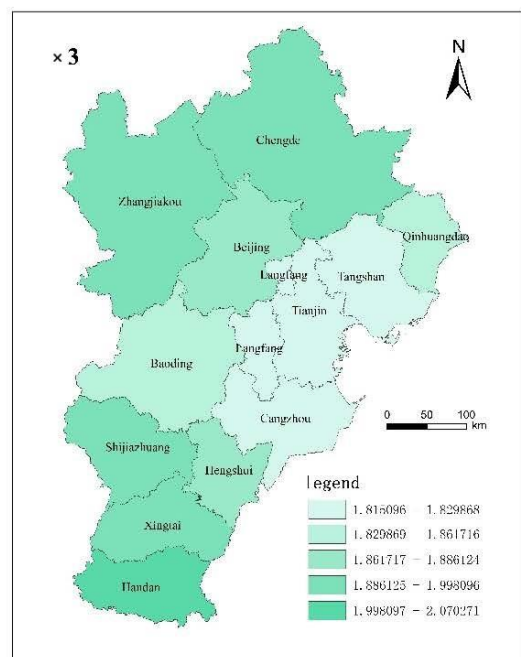 × 3
N
Chengde
Zhangjiakou
Qinhuangdao
Beijing
Langfang
Tangshan
Tianjin
Langfang
Baoding
Cangzhou
Shijiazhuang
Hengshui
Xingtai
Handan
0 50 100
km
legend
1.815096 - 1.829868
1.829869 - 1.861716
1.861717 - 1.886124
1.886125 - 1.998096
1.998097 - 2.070271